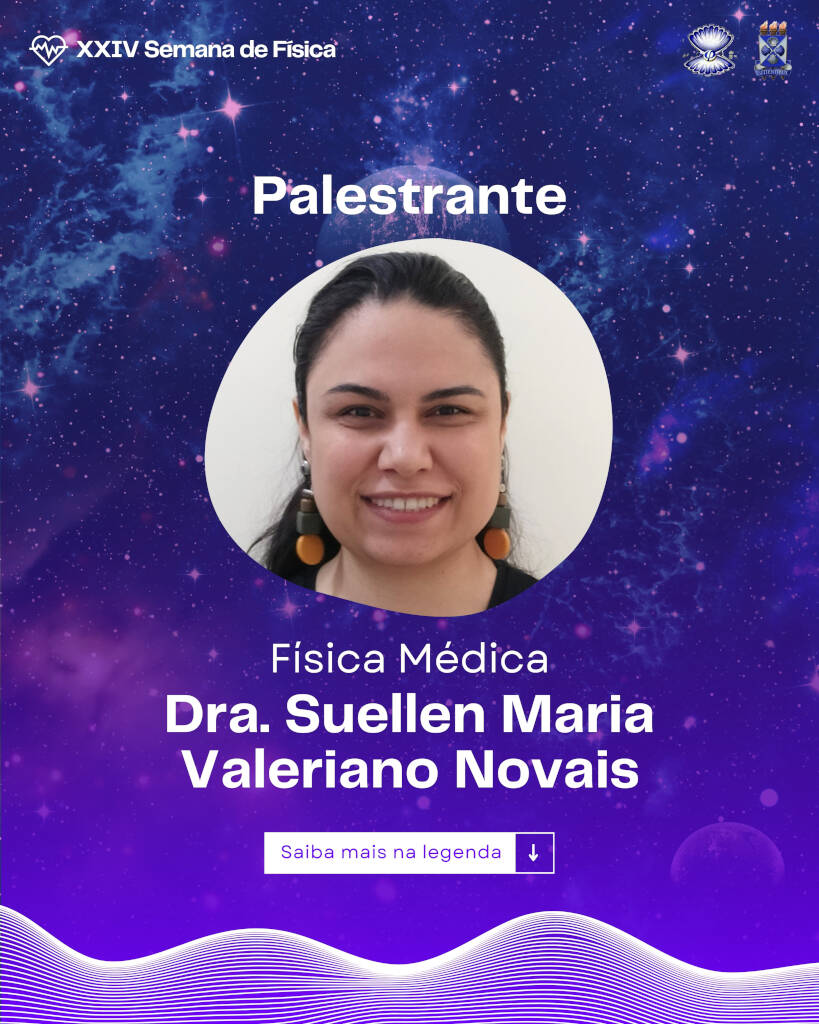 XXIV Semana de Física
Palestrante
Física Médica
Dra. Suellen Maria
Valeriano Novais
Saiba mais na legenda